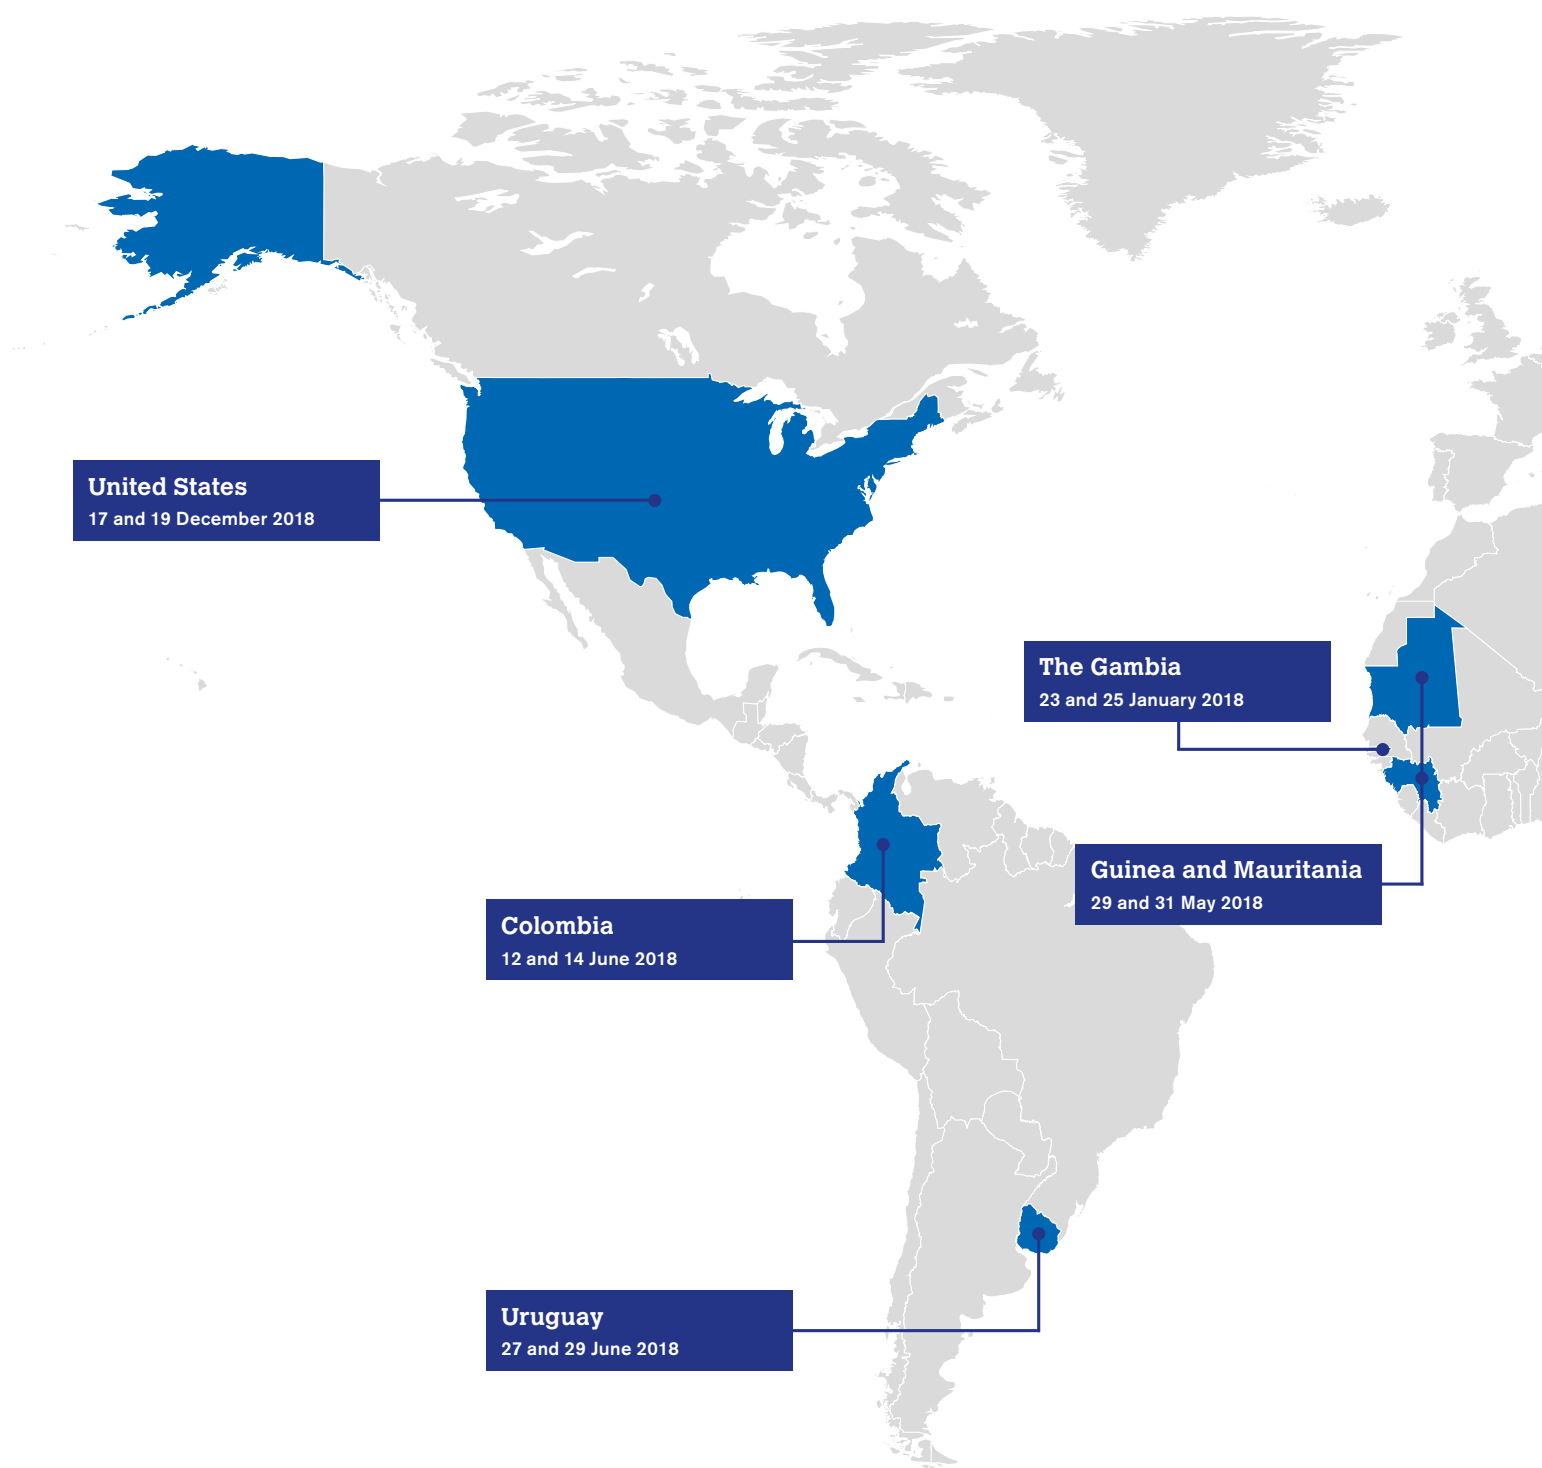 United States
17 and 19 December 2018
The Gambia
23 and 25 January 2018
Guinea and Mauritania
29 and 31 May 2018
Colombia
12 and 14 June 2018
Uruguay
27 and 29 June 2018